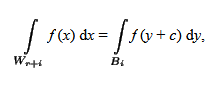 ∫_{W_{r+i}} f(x) dx = ∫_{B_i} f(y + c) dy,